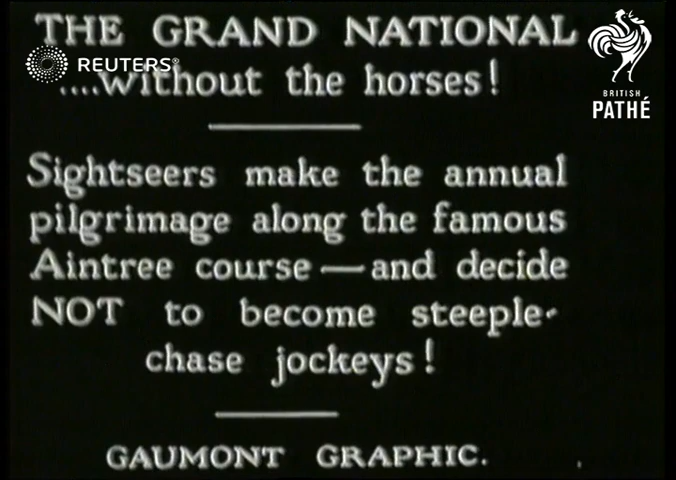 THE GRAND NATIONAL
REUTERS®
....without the horses!
BRITISH
PATHÉ
Sightseers make the annual
pilgrimage along the famous
Aintree course — and decide
NOT to become steeple-
chase jockeys!
GAUMONT GRAPHIC.